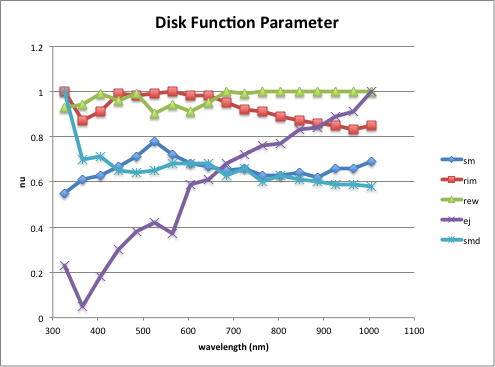 Disk Function Parameter
1.2
1
0.8
0.6
0.4
0.2
0
nu
300 400 500 600 700 800 900 1000 1100
wavelength (nm)
sm
rim
rew
ej
smd